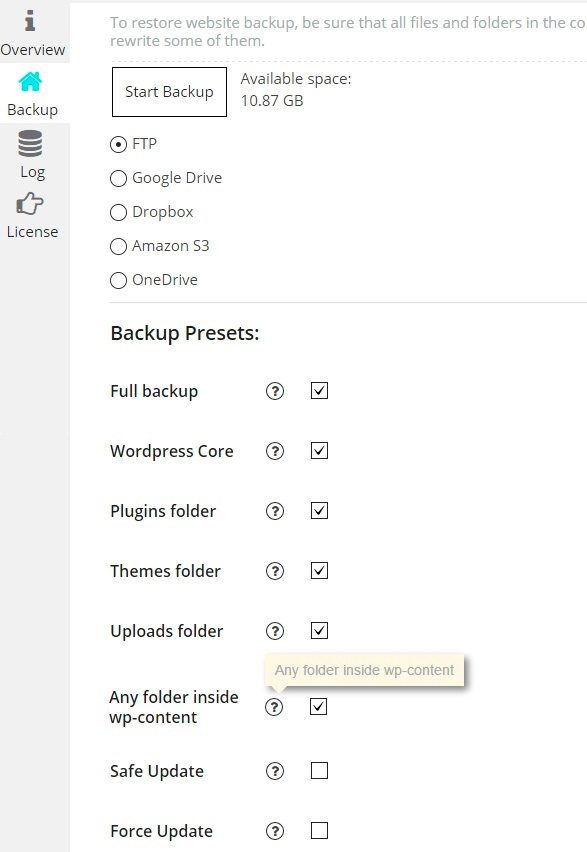 Overview
Backup
Log
License
To restore website backup, be sure that all files and folders in the co
rewrite some of them.
Start Backup
Available space:
10.87 GB
FTP
Google Drive
Dropbox
Amazon S3
OneDrive
Backup Presets:
Full backup ?
Wordpress Core ?
Plugins folder ?
Themes folder ?
Uploads folder ?
Any folder inside wp-content
Any folder inside
wp-content ?
Safe Update ?
Force Update ?